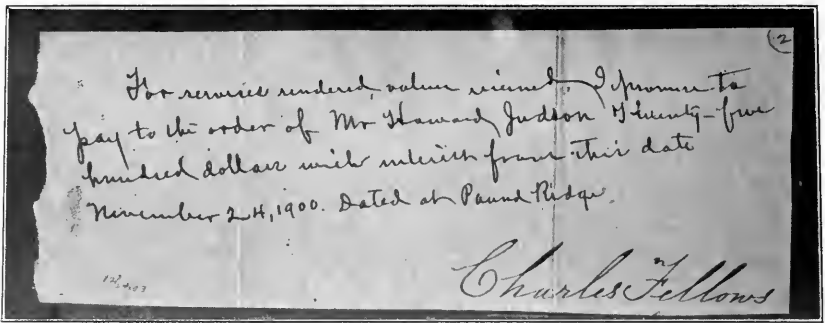 2
For services rendered, value received, I promise to
pay to the order of Mr Howard Judson Twenty-five
hundred dollars with interest from this date
November 24, 1900. Dated at Pound Ridge.
Charles Fellows